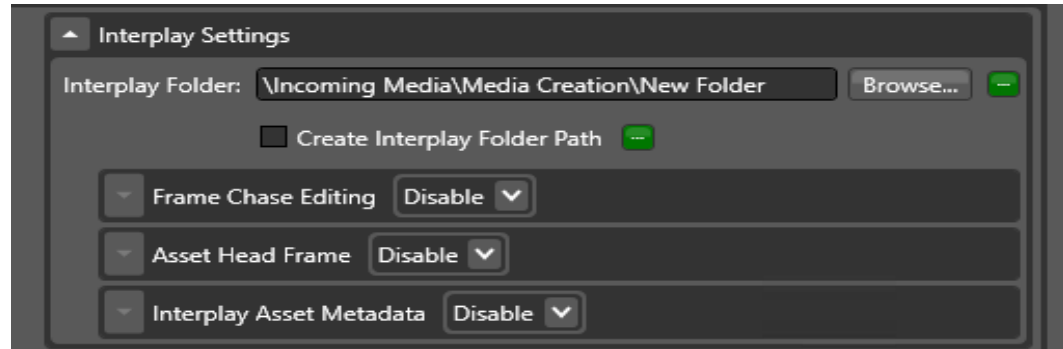 Interplay Settings
Interplay Folder: \Incoming Media\Media Creation\New Folder Browse... ...
Create Interplay Folder Path ...
Frame Chase Editing Disable
Asset Head Frame Disable
Interplay Asset Metadata Disable